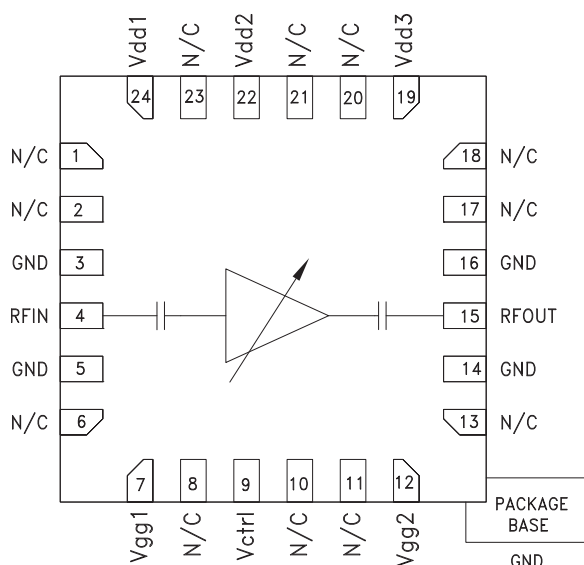 Vdd1 N/C Vdd2 N/C N/C Vdd3
24 23 22 21 20 19
N/C 1 18 N/C
N/C 2 17 N/C
GND 3 16 GND
RFIN 4 15 RFOUT
GND 5 14 GND
N/C 6 13 N/C
7 8 9 10 11 12
Vgg1 N/C Vctrl N/C N/C Vgg2
PACKAGE
BASE
GND